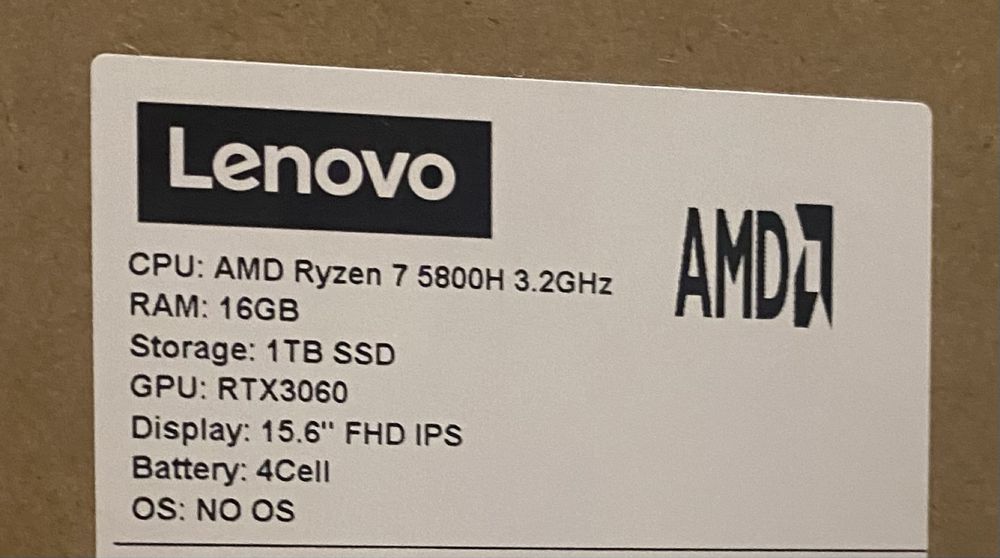 Lenovo
AMD
CPU: AMD Ryzen 7 5800H 3.2GHz
RAM: 16GB
Storage: 1TB SSD
GPU: RTX3060
Display: 15.6" FHD IPS
Battery: 4Cell
OS: NO OS